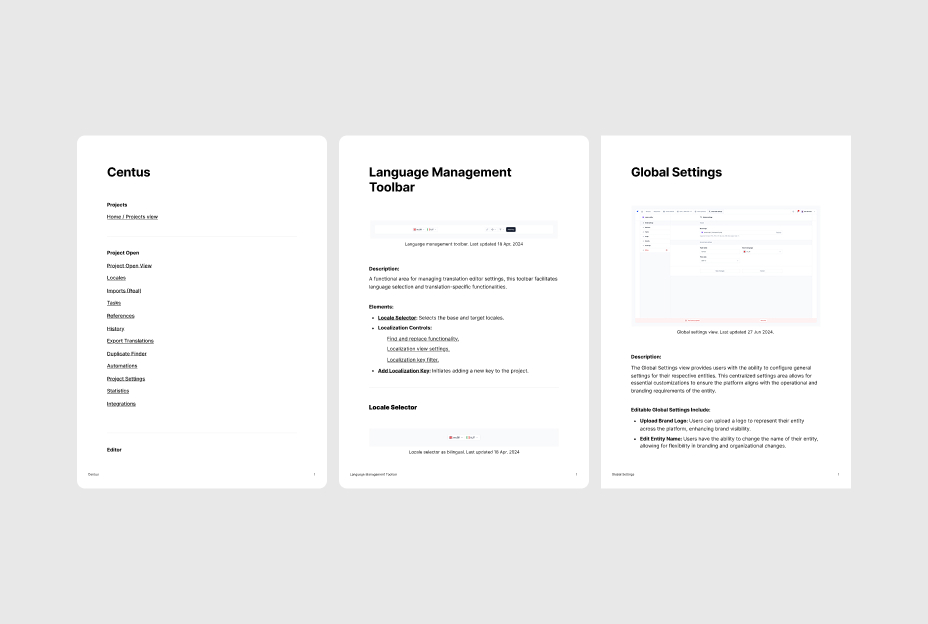 Centus
Projects
Home / Projects view
Project Open
Project Open View
Locales
Imports (Real)
Tasks
References
History
Export Translations
Duplicate Finder
Automations
Project Settings
Statistics
Integrations
Editor
Centus
1
Language Management
Toolbar
Language management toolbar. Last updated 18 Apr. 2024
Description:
A functional area for managing translation editor settings, this toolbar facilitates
language selection and translation-specific functionalities.
Elements:
• Locale Selector: Selects the base and target locales.
• Localization Controls:
Find and replace functionality.
Localization view settings.
Localization key filter.
• Add Localization Key: Initiates adding a new key to the project.
Locale Selector
Locale selector as bilingual. Last updated 18 Apr. 2024
Language Management Toolbar
1
Global Settings
Global settings view. Last updated 27 Jun 2024.
Description:
The Global Settings view provides users with the ability to configure general
settings for their respective entities. This centralized settings area allows for
essential customizations to ensure the platform aligns with the operational and
branding requirements of the entity.
Editable Global Settings Include:
• Upload Brand Logo: Users can upload a logo to represent their entity
across the platform, enhancing brand visibility.
• Edit Entity Name: Users have the ability to change the name of their entity,
allowing for flexibility in branding and organizational changes.
Global Settings
1